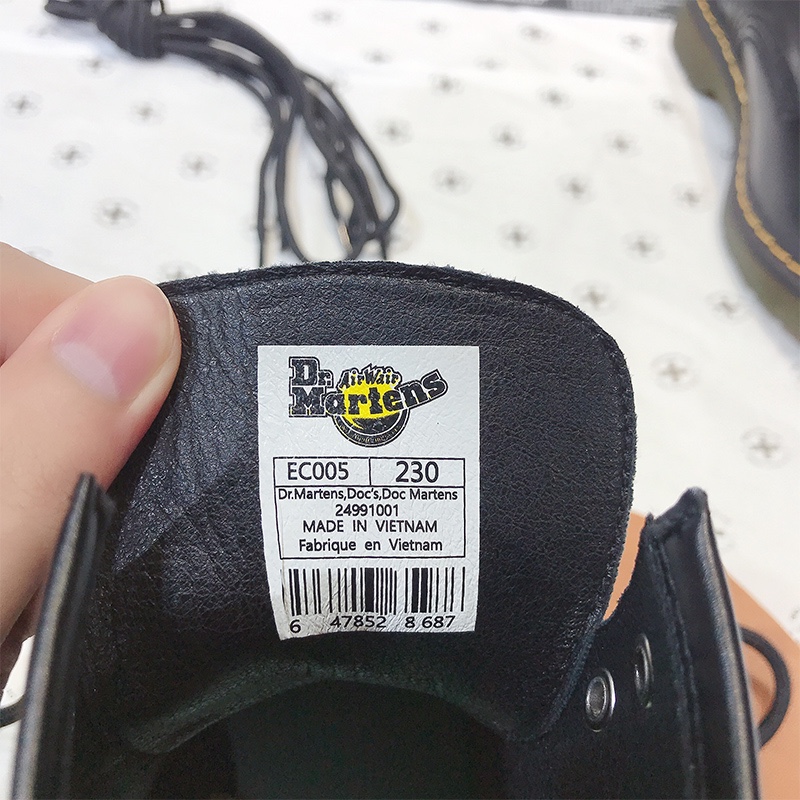 Dr.
AirWair
Martens
EC005 230
Dr.Martens,Doc's,Doc Martens
24991001
MADE IN VIETNAM
Fabrique en Vietnam
6 47852 8 687